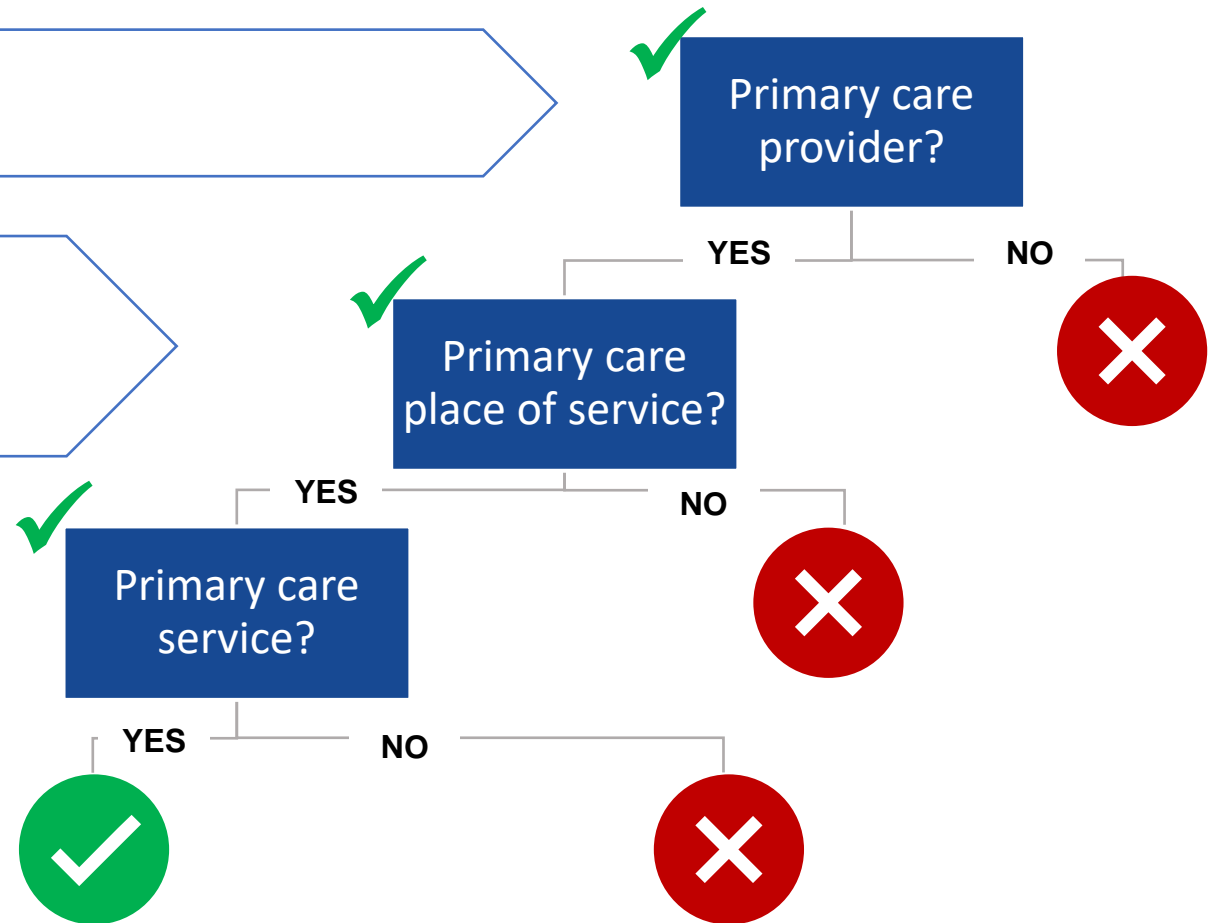 Primary care
provider?
YES
NO
Primary care
place of service?
YES
NO
Primary care
service?
YES
NO